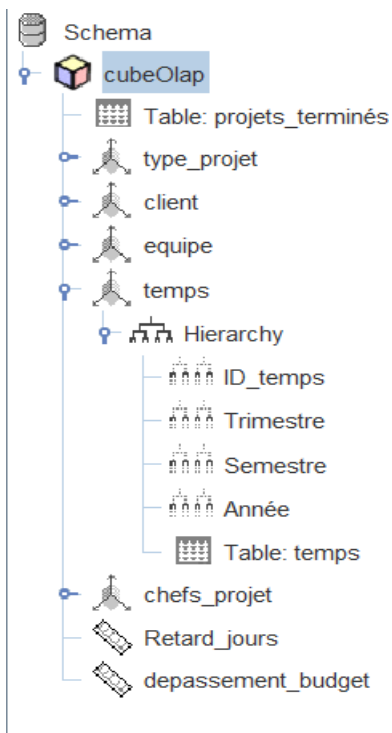 Schema
cubeOlap
Table: projets_terminés
type_projet
client
equipe
temps
Hierarchy
ID_temps
Trimestre
Semestre
Année
Table: temps
chefs_projet
Retard_jours
depassement_budget